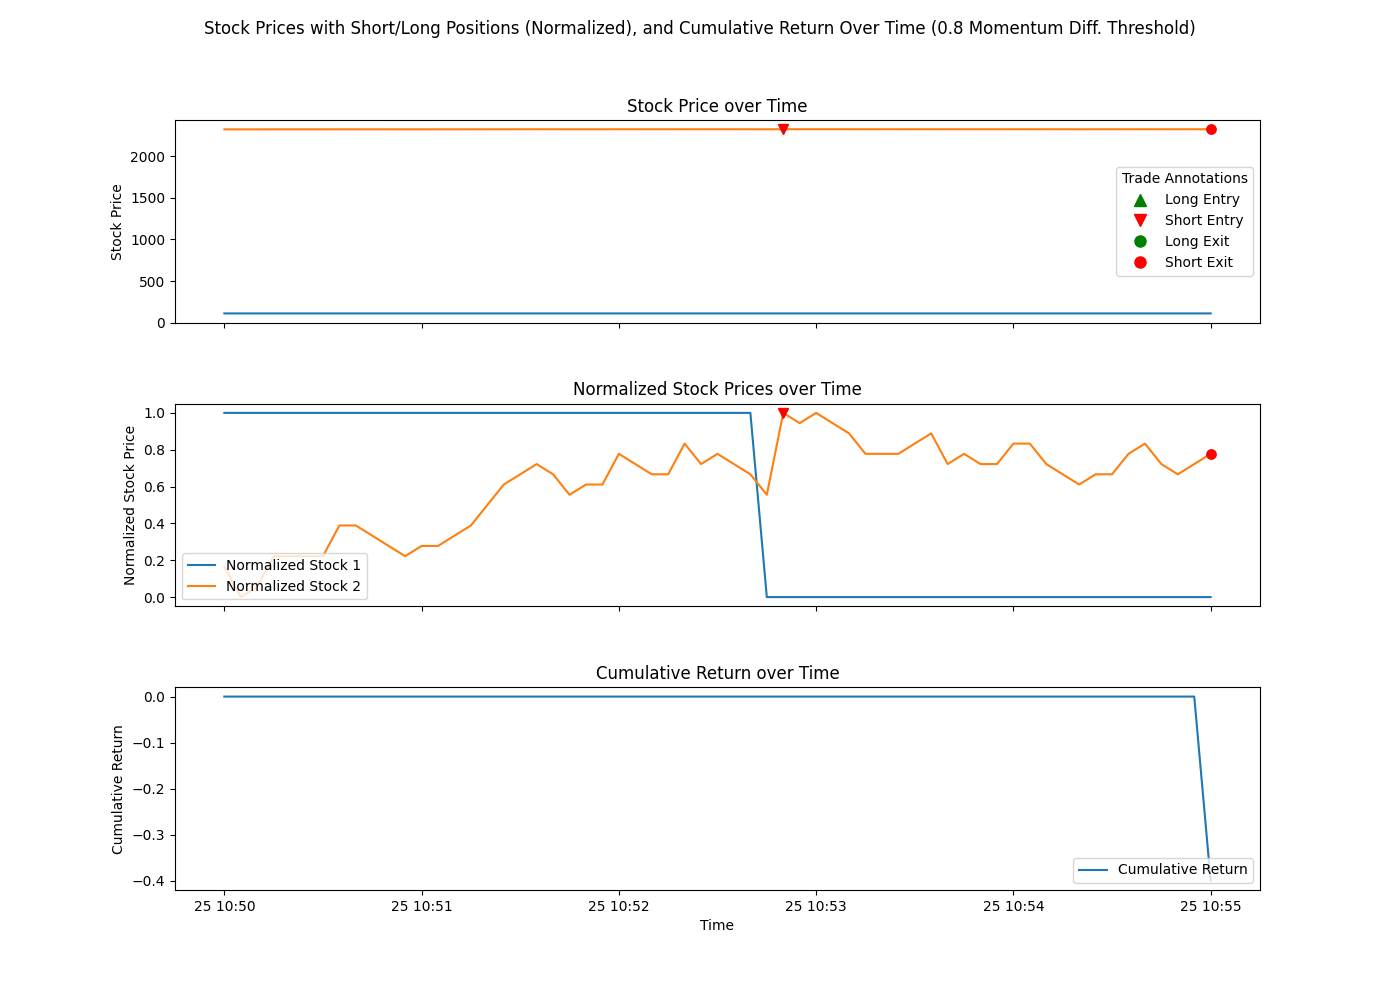 Stock Prices with Short/Long Positions (Normalized), and Cumulative Return Over Time (0.8 Momentum Diff. Threshold)
Stock Price over Time
Stock Price
2000
1500
1000
500
0
Trade Annotations
Long Entry
Short Entry
Long Exit
Short Exit
Normalized Stock Prices over Time
Normalized Stock Price
1.0
0.8
0.6
0.4
0.2
0.0
Normalized Stock 1
Normalized Stock 2
Cumulative Return over Time
Cumulative Return
0.0
−0.1
−0.2
−0.3
−0.4
Cumulative Return
25 10:50
25 10:51
25 10:52
25 10:53
25 10:54
25 10:55
Time